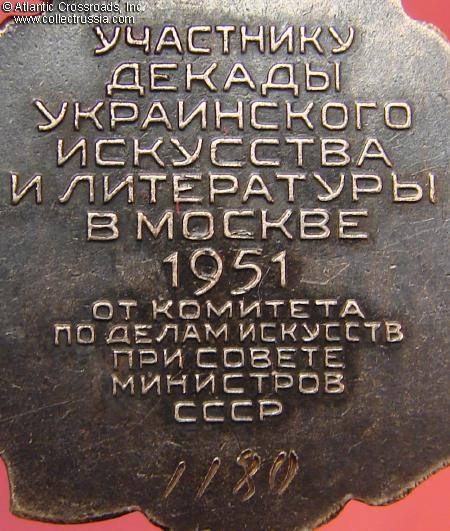 © Atlantic Crossroads, Inc.
www.collectrussia.com
УЧАСТНИКУ
ДЕКАДЫ
УКРАИНСКОГО
ИСКУССТВА
И ЛИТЕРАТУРЫ
В МОСКВЕ
1951
ОТ КОМИТЕТА
ПО ДЕЛАМ ИСКУССТВ
ПРИ СОВЕТЕ
МИНИСТРОВ
СССР
1180